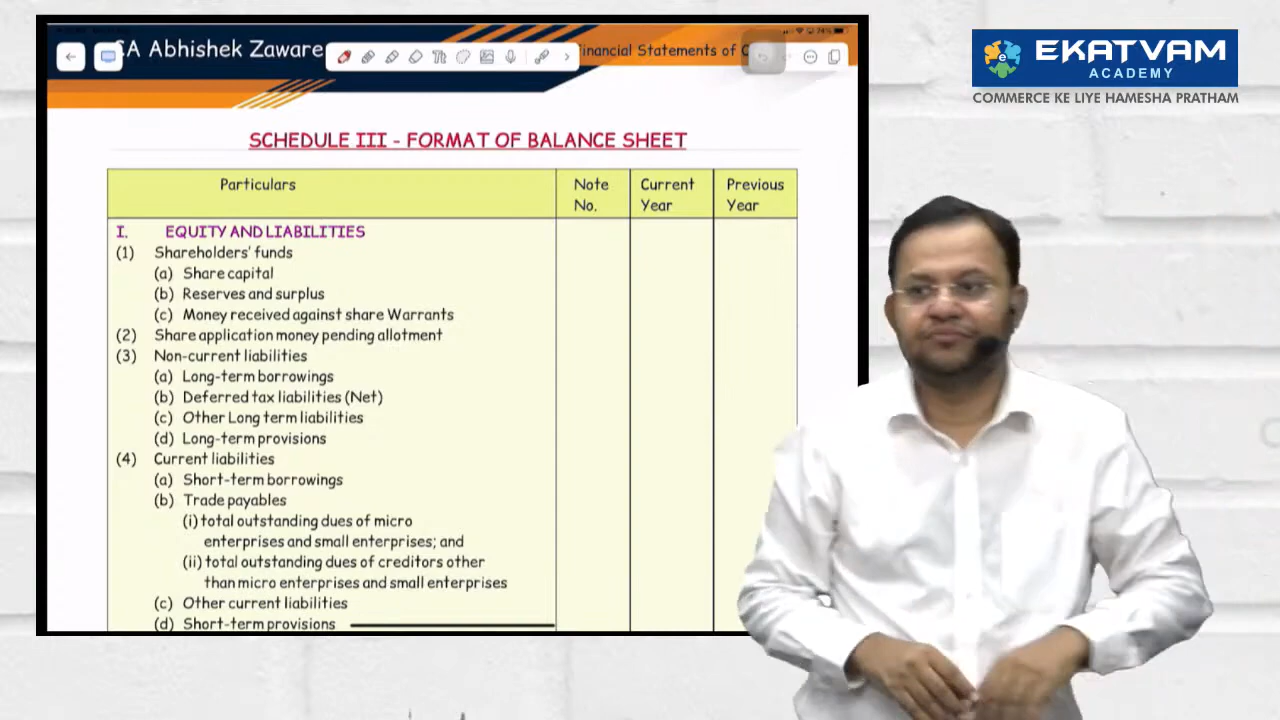 CA Abhishek Zaware
Financial Statements of
74%
EKATVAM
ACADEMY
COMMERCE KE LIYE HAMESHA PRATHAM
SCHEDULE III - FORMAT OF BALANCE SHEET
Particulars
Note No.
Current Year
Previous Year
I. EQUITY AND LIABILITIES
(1) Shareholders' funds
(a) Share capital
(b) Reserves and surplus
(c) Money received against share Warrants
(2) Share application money pending allotment
(3) Non-current liabilities
(a) Long-term borrowings
(b) Deferred tax liabilities (Net)
(c) Other Long term liabilities
(d) Long-term provisions
(4) Current liabilities
(a) Short-term borrowings
(b) Trade payables
(i) total outstanding dues of micro
enterprises and small enterprises; and
(ii) total outstanding dues of creditors other
than micro enterprises and small enterprises
(c) Other current liabilities
(d) Short-term provisions